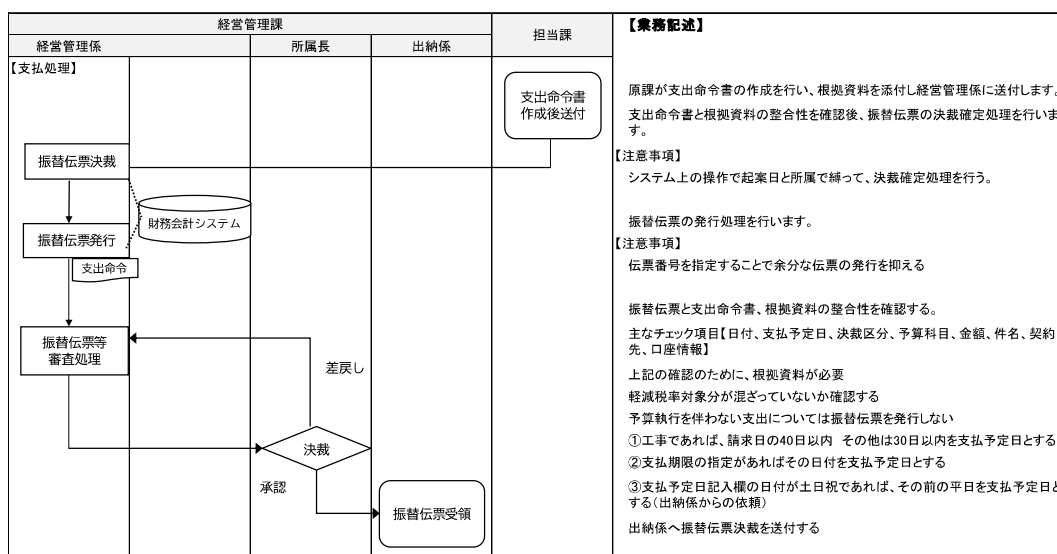 経営管理課
担当課
経営管理係
所属長
出納係
【支払処理】
支出命令書
作成後送付
振替伝票決裁
財務会計システム
振替伝票発行
支出命令
振替伝票等
審査処理
差戻し
決裁
承認
振替伝票受領
【業務記述】
原課が支出命令書の作成を行い、根拠資料を添付し経営管理係に送付します。
支出命令書と根拠資料の整合性を確認後、振替伝票の決裁確定処理を行いま
す。
【注意事項】
システム上の操作で起案日と所属で縛って、決裁確定処理を行う。
振替伝票の発行処理を行います。
【注意事項】
伝票番号を指定することで余分な伝票の発行を抑える
振替伝票と支出命令書、根拠資料の整合性を確認する。
主なチェック項目【日付、支払予定日、決裁区分、予算科目、金額、件名、契約
先、口座情報】
上記の確認のために、根拠資料が必要
軽減税率対象分が混ざっていないか確認する
予算執行を伴わない支出については振替伝票を発行しない
①工事であれば、請求日の40日以内 その他は30日以内を支払予定日とする
②支払期限の指定があればその日付を支払予定日とする
③支払予定日記入欄の日付が土日祝であれば、その前の平日を支払予定日と
する（出納係からの依頼）
出納係へ振替伝票決裁を送付する